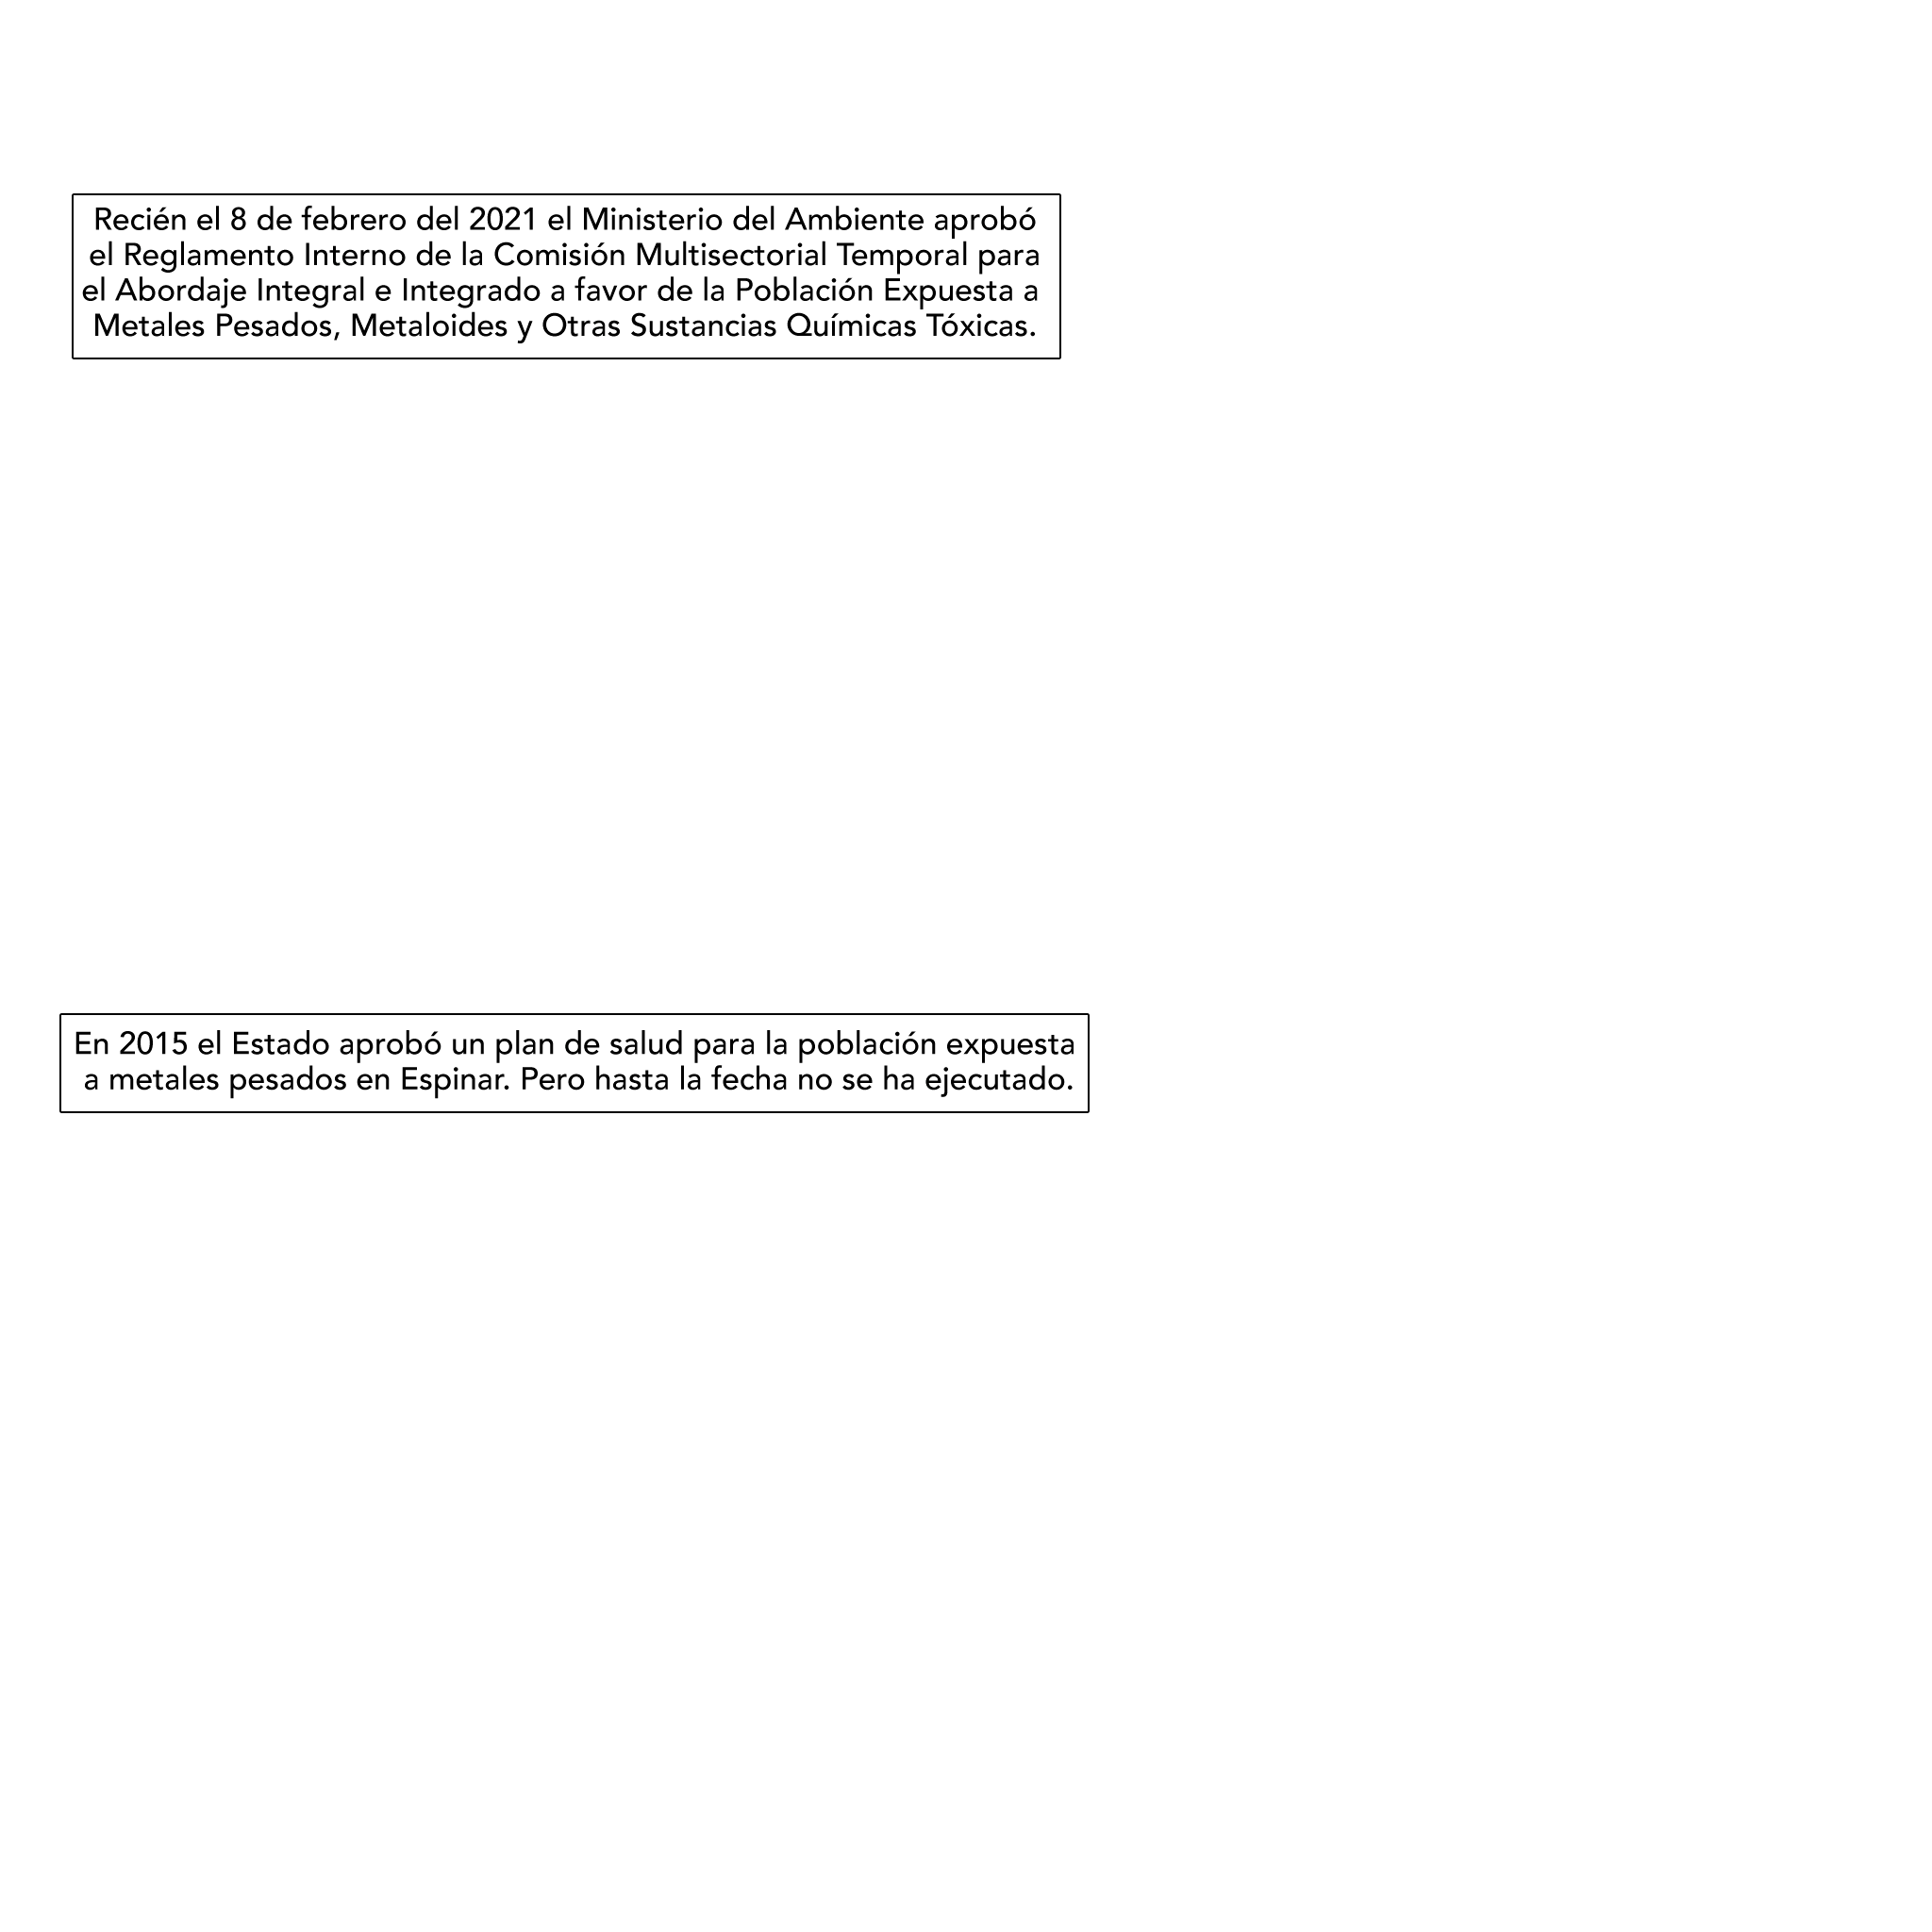 Recién el 8 de febrero del 2021 el Ministerio del Ambiente aprobó
el Reglamento Interno de la Comisión Multisectorial Temporal para
el Abordaje Integral e Integrado a favor de la Población Expuesta a
Metales Pesados, Metaloides y Otras Sustancias Químicas Tóxicas.
En 2015 el Estado aprobó un plan de salud para la población expuesta
a metales pesados en Espinar. Pero hasta la fecha no se ha ejecutado.